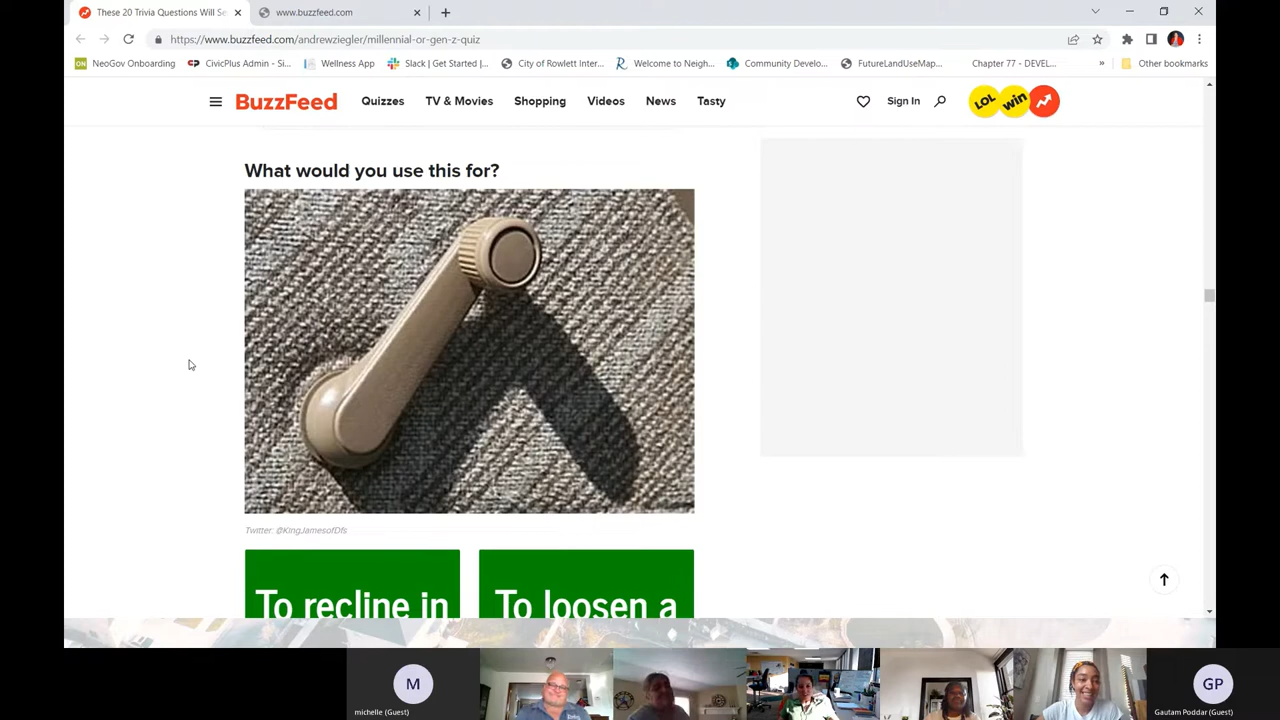 These 20 Trivia Questions Will Se
www.buzzfeed.com
https://www.buzzfeed.com/andrewziegler/millennial-or-gen-z-quiz
ON NeoGov Onboarding
CP CivicPlus Admin - Si...
Wellness App
Slack | Get Started |...
City of Rowlett Inter...
R Welcome to Neigh...
Community Develo...
FutureLandUseMap...
Chapter 77 - DEVEL...
»
Other bookmarks
BuzzFeed
Quizzes
TV & Movies
Shopping
Videos
News
Tasty
Sign In
LOL
win
What would you use this for?
Twitter: @KingJamesofDfs
To recline in
To loosen a
M
GP
michelle (Guest)
Gautam Poddar (Guest)